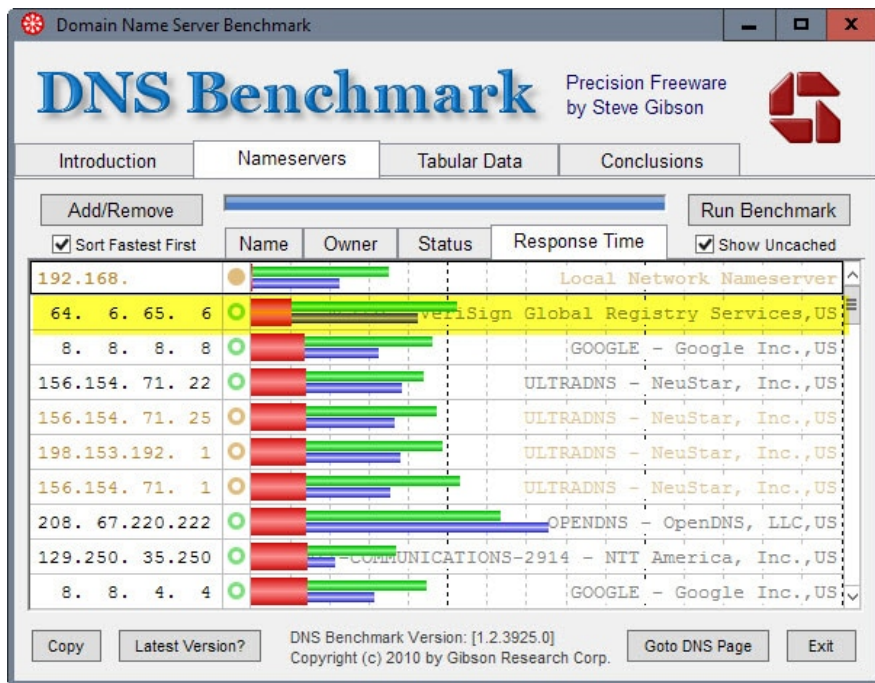 Domain Name Server Benchmark
DNS Benchmark
Precision Freeware
by Steve Gibson
Introduction Nameservers Tabular Data Conclusions
Add/Remove Run Benchmark
Sort Fastest First Name Owner Status Response Time Show Uncached
192.168. Local Network Nameserver
64. 6. 65. 6 VeriSign Global Registry Services,US
8. 8. 8. 8 GOOGLE - Google Inc.,US
156.154. 71. 22 ULTRADNS - NeuStar, Inc.,US
156.154. 71. 25 ULTRADNS - NeuStar, Inc.,US
198.153.192. 1 ULTRADNS - NeuStar, Inc.,US
156.154. 71. 1 ULTRADNS - NeuStar, Inc.,US
208. 67.220.222 OPENDNS - OpenDNS, LLC,US
129.250. 35.250 -COMMUNICATIONS-2914 - NTT America, Inc.,US
8. 8. 4. 4 GOOGLE - Google Inc.,US
Copy Latest Version? DNS Benchmark Version: [1.2.3925.0] Goto DNS Page Exit
Copyright (c) 2010 by Gibson Research Corp.